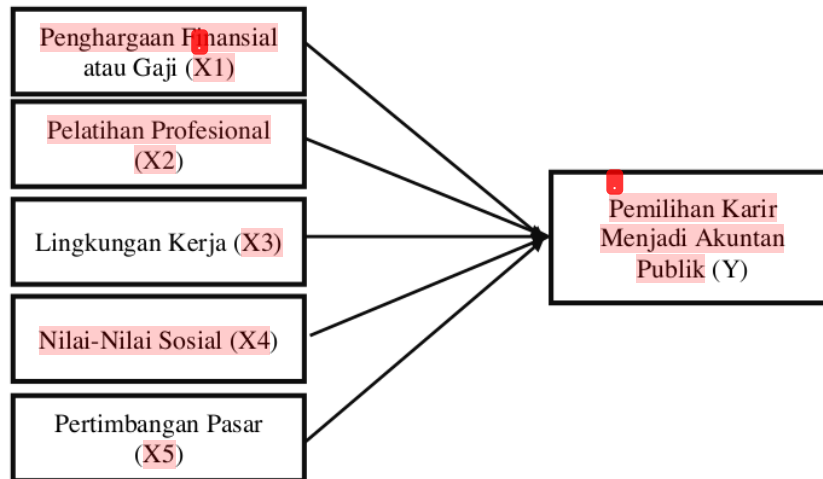 Penghargaan Finansial
atau Gaji (X1)
Pelatihan Profesional
(X2)
Lingkungan Kerja (X3)
Nilai-Nilai Sosial (X4)
Pertimbangan Pasar
(X5)
Pemilihan Karir
Menjadi Akuntan
Publik (Y)